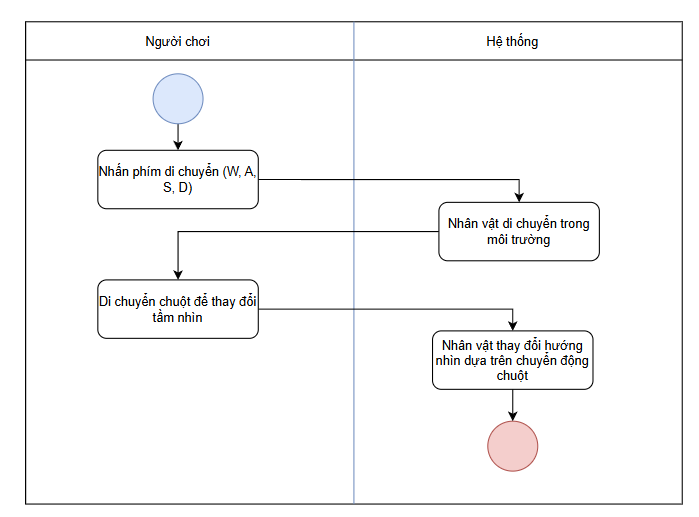 Người chơi
Hệ thống
Nhấn phím di chuyển (W, A,
S, D)
Nhân vật di chuyển trong
môi trường
Di chuyển chuột để thay đổi
tầm nhìn
Nhân vật thay đổi hướng
nhìn dựa trên chuyển động
chuột